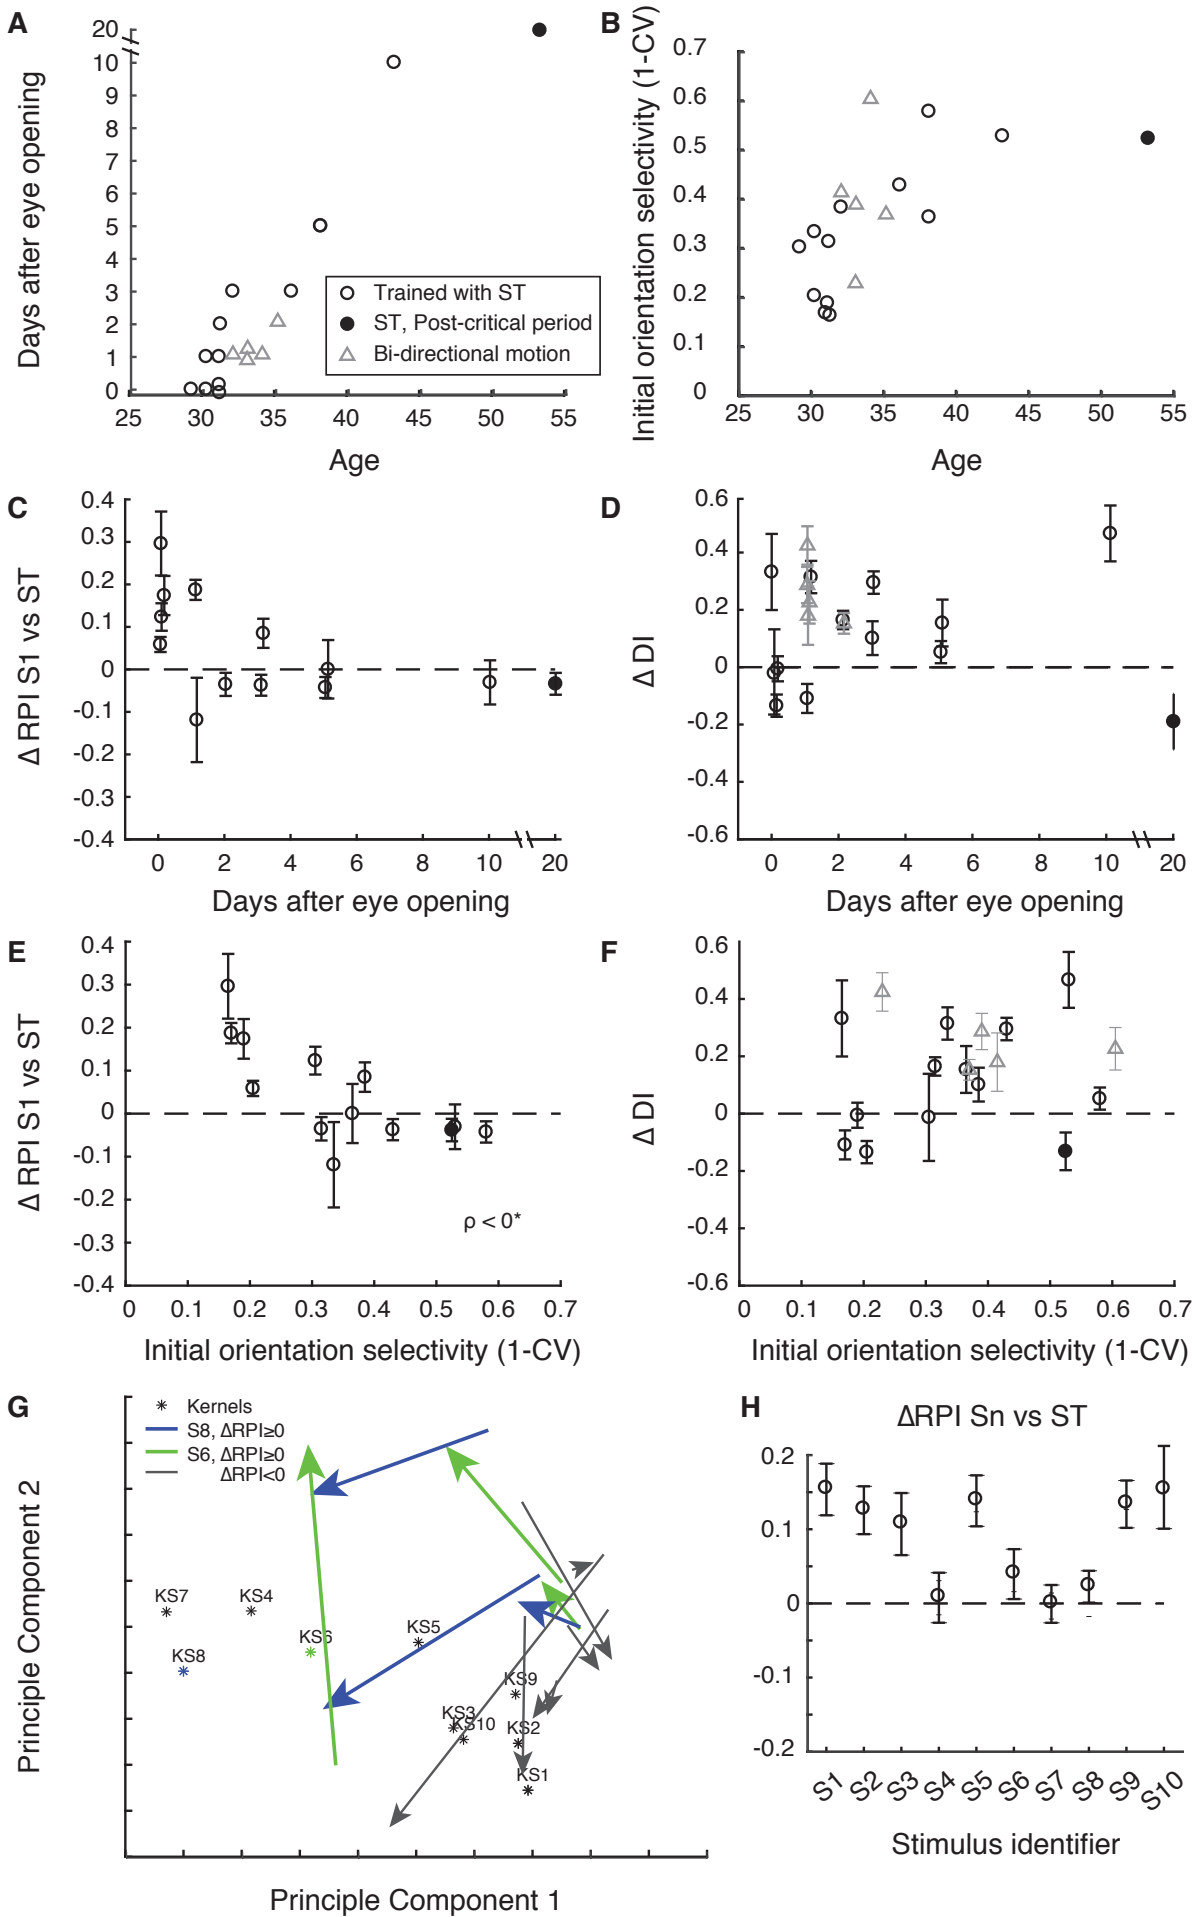 A
Days after eye opening
20
10
9
8
7
6
5
4
3
2
1
0
25
30
35
40
45
50
55
Age
Trained with ST
ST, Post-critical period
Bi-directional motion
B
Initial orientation selectivity (1-CV)
0.7
0.6
0.5
0.4
0.3
0.2
0.1
0
25
30
35
40
45
50
55
Age
C
Δ RPI S1 vs ST
0.4
0.3
0.2
0.1
0
-0.1
-0.2
-0.3
-0.4
0
2
4
6
8
10
20
Days after eye opening
D
Δ DI
0.6
0.4
0.2
0
-0.2
-0.4
-0.6
0
2
4
6
8
10
20
Days after eye opening
E
Δ RPI S1 vs ST
0.4
0.3
0.2
0.1
0
-0.1
-0.2
-0.3
-0.4
ρ < 0*
0
0.1
0.2
0.3
0.4
0.5
0.6
0.7
Initial orientation selectivity (1-CV)
F
Δ DI
0.6
0.4
0.2
0
-0.2
-0.4
-0.6
0
0.1
0.2
0.3
0.4
0.5
0.6
0.7
Initial orientation selectivity (1-CV)
G
Principle Component 2
Kernels
S8, ΔRPI≥0
S6, ΔRPI≥0
ΔRPI<0
KS7
KS4
KS6
KS8
KS5
KS9
KS3
KS10
KS2
KS1
Principle Component 1
H
ΔRPI Sn vs ST
0.2
0.1
0
-0.1
-0.2
S1
S2
S3
S4
S5
S6
S7
S8
S9
S10
Stimulus identifier